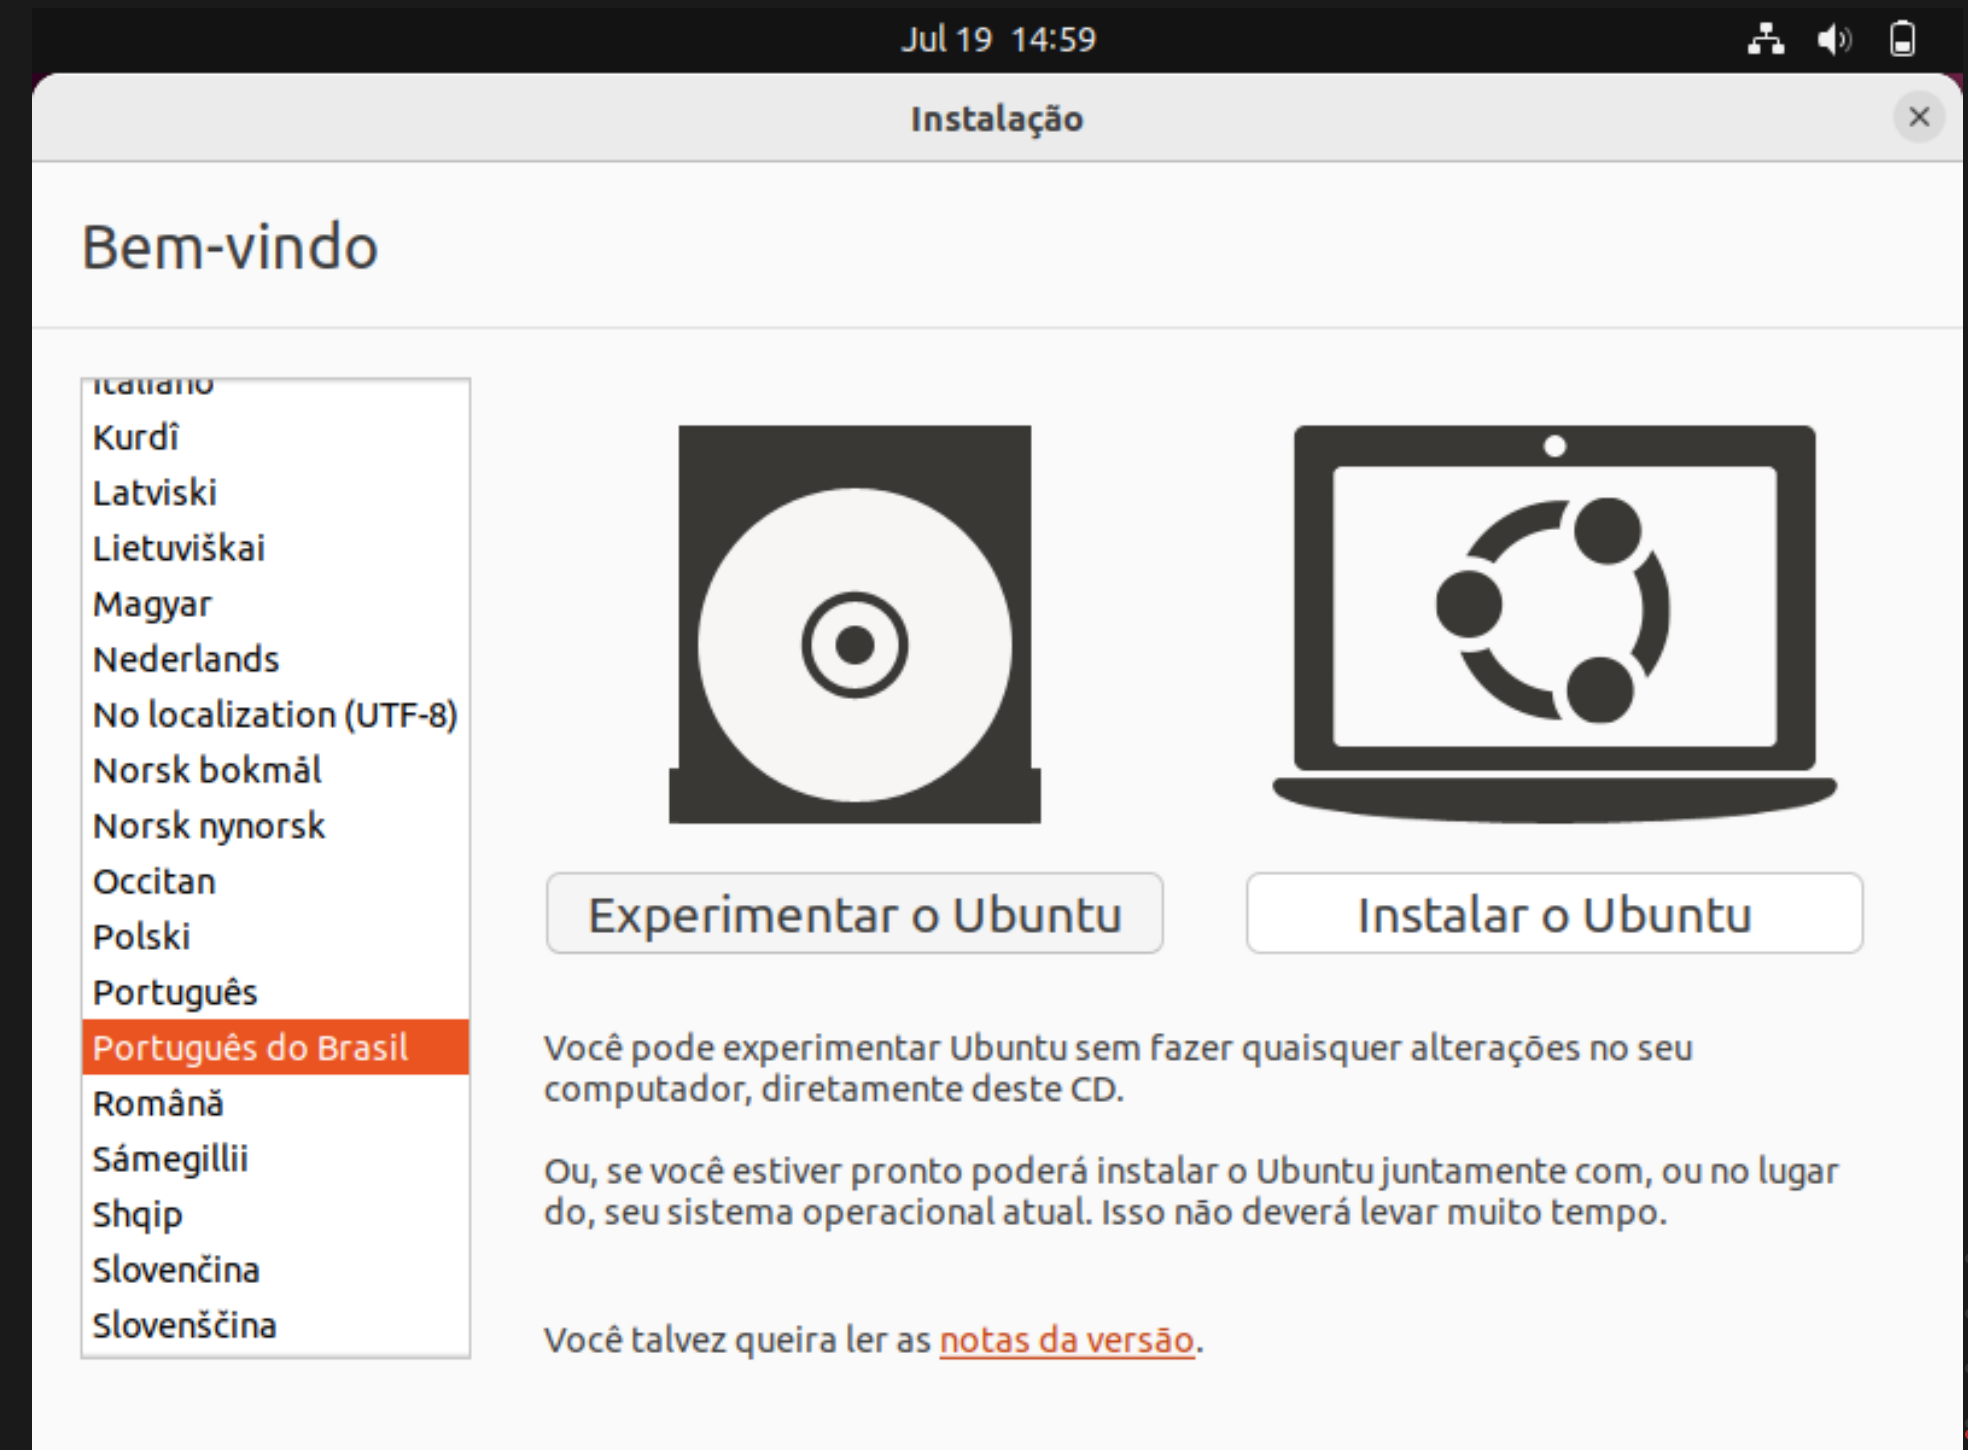 Jul 19 14:59
Instalação
Bem-vindo
Italiano
Kurdî
Latviski
Lietuviškai
Magyar
Nederlands
No localization (UTF-8)
Norsk bokmål
Norsk nynorsk
Occitan
Polski
Português
Português do Brasil
Română
Sámegillii
Shqip
Slovenčina
Slovenščina
Experimentar o Ubuntu
Instalar o Ubuntu
Você pode experimentar Ubuntu sem fazer quaisquer alterações no seu
computador, diretamente deste CD.
Ou, se você estiver pronto poderá instalar o Ubuntu juntamente com, ou no lugar
do, seu sistema operacional atual. Isso não deverá levar muito tempo.
Você talvez queira ler as notas da versão.